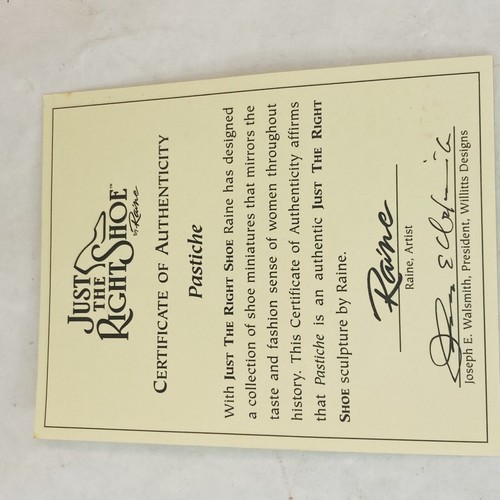 JUST
THE
RIGHT SHOE™
by Raine
CERTIFICATE OF AUTHENTICITY
Pastiche
With JUST THE RIGHT SHOE Raine has designed
a collection of shoe miniatures that mirrors the
taste and fashion sense of women throughout
history. This Certificate of Authenticity affirms
that Pastiche is an authentic JUST THE RIGHT
SHOE sculpture by Raine.
Raine
Raine, Artist
Joseph E. Walsmith, President, Willitts Designs